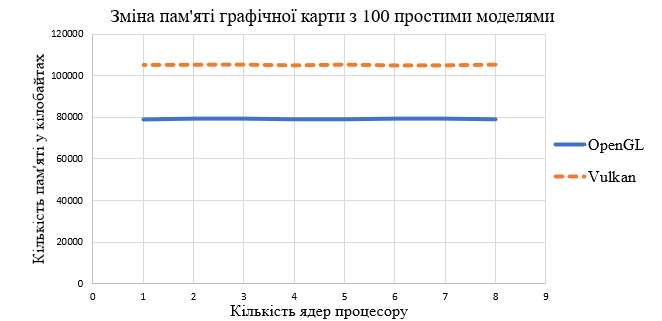 Зміна пам'яті графічної карти з 100 простими моделями
Кількість пам'яті у кілобайтах
120000
100000
80000
60000
40000
20000
0
0 1 2 3 4 5 6 7 8 9
Кількість ядер процесору
OpenGL
Vulkan